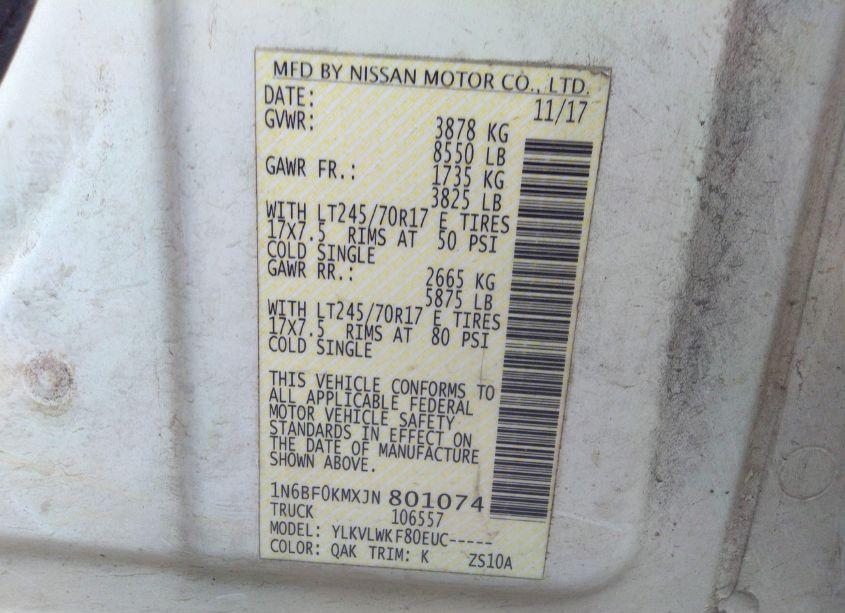 MFD BY NISSAN MOTOR CO., LTD.
DATE: 11/17
GVWR: 3878 KG
8550 LB
GAWR FR.: 1735 KG
3825 LB
WITH LT245/70R17 E TIRES
17X7.5 RIMS AT 50 PSI
COLD SINGLE
GAWR RR.: 2665 KG
5875 LB
WITH LT245/70R17 E TIRES
17X7.5 RIMS AT 80 PSI
COLD SINGLE
THIS VEHICLE CONFORMS TO
ALL APPLICABLE FEDERAL
MOTOR VEHICLE SAFETY
STANDARDS IN EFFECT ON
THE DATE OF MANUFACTURE
SHOWN ABOVE.
1N6BF0KMXJN801074
TRUCK 106557
MODEL: YLKVLWKF80EUC-----
COLOR: QAK TRIM: K ZS10A